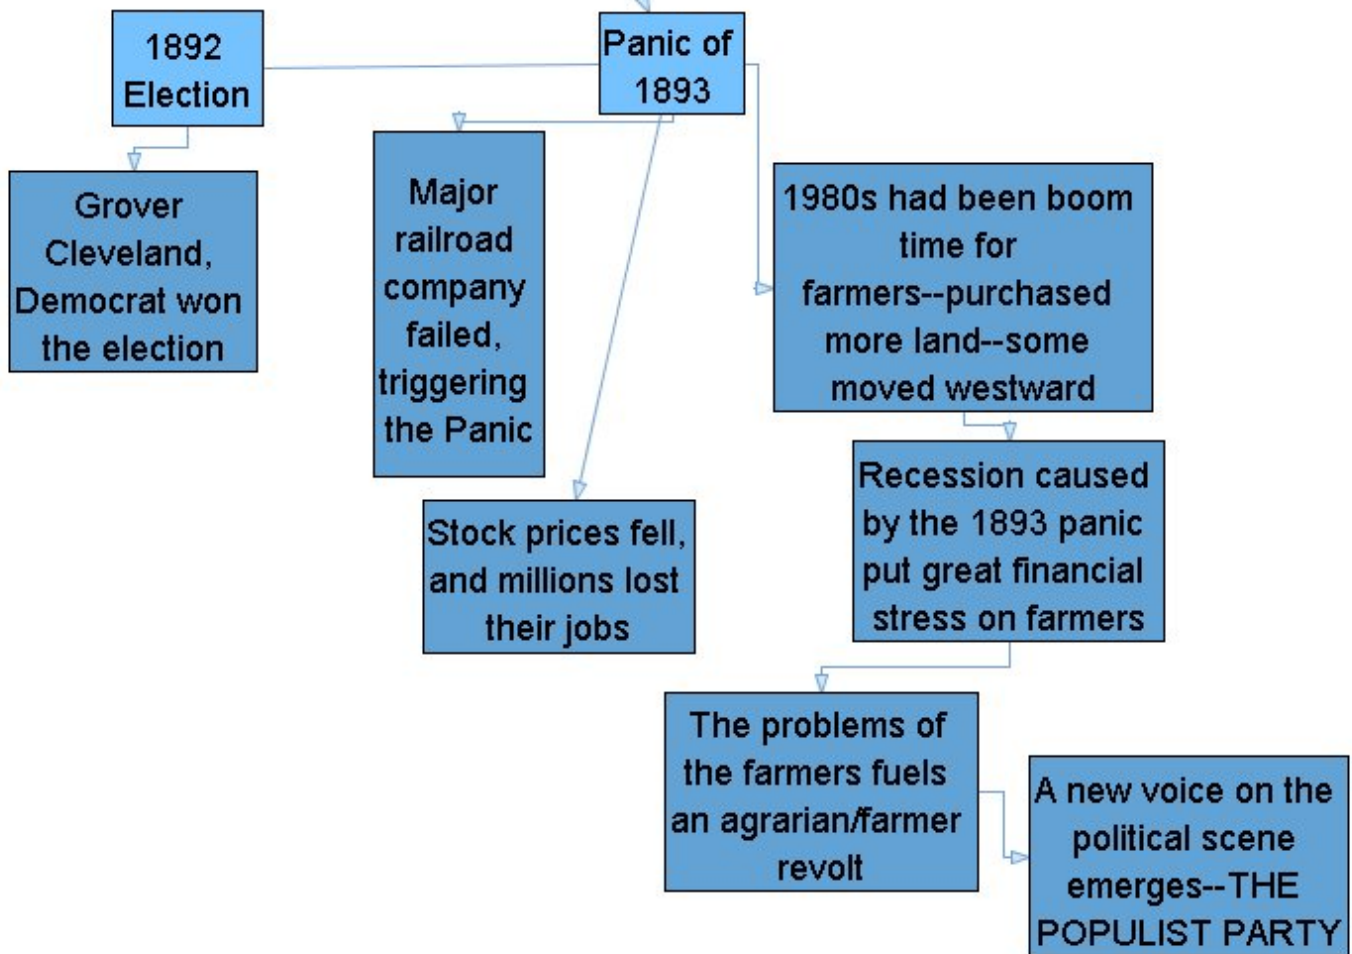 1892
Election
Panic of
1893
Grover
Cleveland,
Democrat won
the election
Major
railroad
company
failed,
triggering
the Panic
1980s had been boom
time for
farmers--purchased
more land--some
moved westward
Stock prices fell,
and millions lost
their jobs
Recession caused
by the 1893 panic
put great financial
stress on farmers
The problems of
the farmers fuels
an agrarian/farmer
revolt
A new voice on the
political scene
emerges--THE
POPULIST PARTY